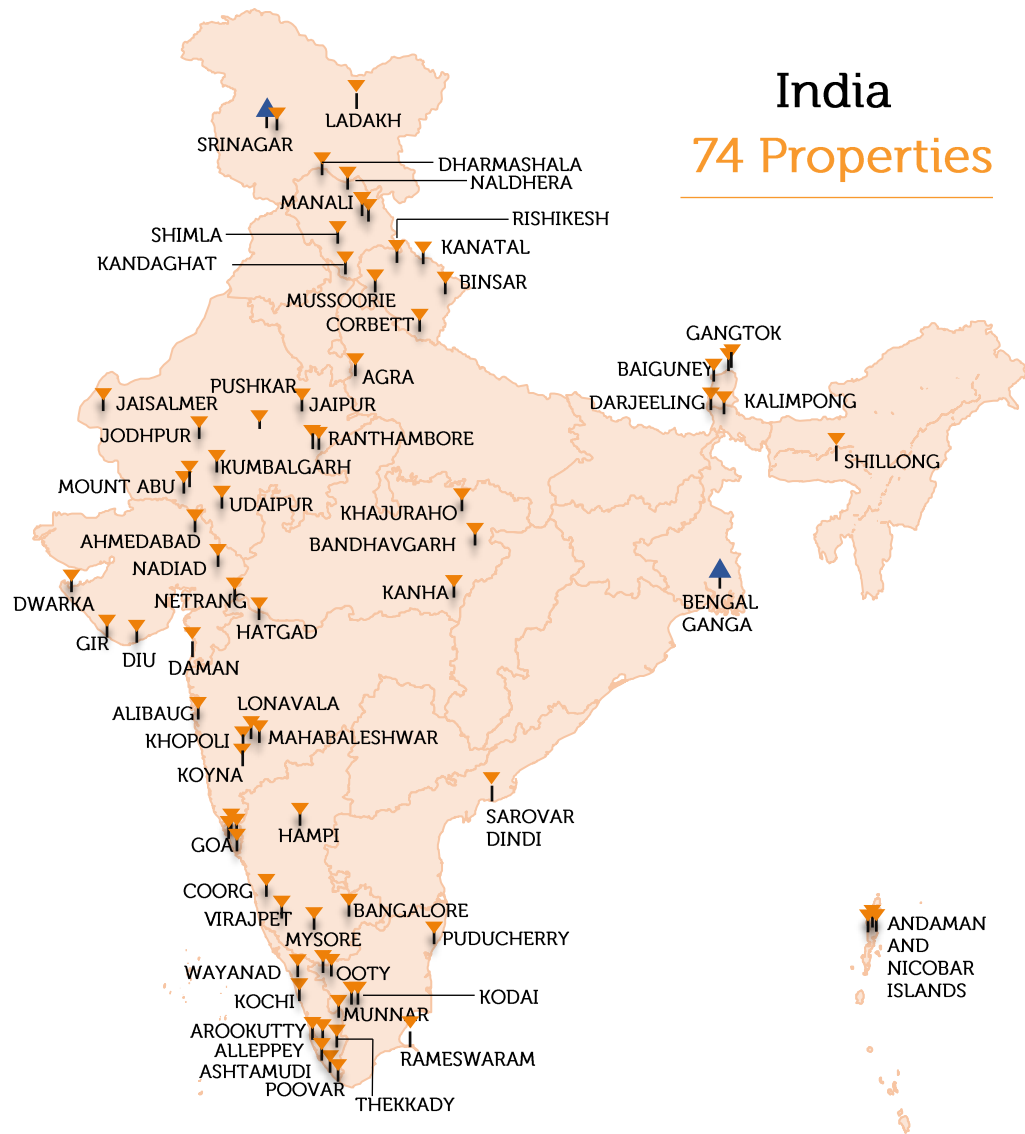 India
74 Properties
LADAKH
SRINAGAR
DHARMASHALA
NALDHERA
MANALI
RISHIKESH
SHIMLA
KANATAL
KANDAGHAT
BINSAR
MUSSOORIE
CORBETT
GANGTOK
BAIGUNEY
AGRA
PUSHKAR
DARJEELING
KALIMPONG
JAISALMER
JAIPUR
JODHPUR
RANTHAMBORE
SHILLONG
KUMBALGARH
MOUNT ABU
UDAIPUR
KHAJURAHO
AHMEDABAD
BANDHAVGARH
NADIAD
KANHA
DWARKA
NETRANG
BENGAL
GANGA
HATGAD
GIR
DIU
DAMAN
LONAVALA
ALIBAUG
KHOPOLI
MAHABALESHWAR
KOYNA
SAROVAR
DINDI
HAMPI
GOA
COORG
VIRAJPET
BANGALORE
MYSORE
PUDUCHERRY
ANDAMAN
AND
NICOBAR
ISLANDS
WAYANAD
OOTY
KOCHI
KODAI
MUNNAR
AROOKUTTY
ALLEPPEY
RAMESWARAM
ASHTAMUDI
POOVAR
THEKKADY